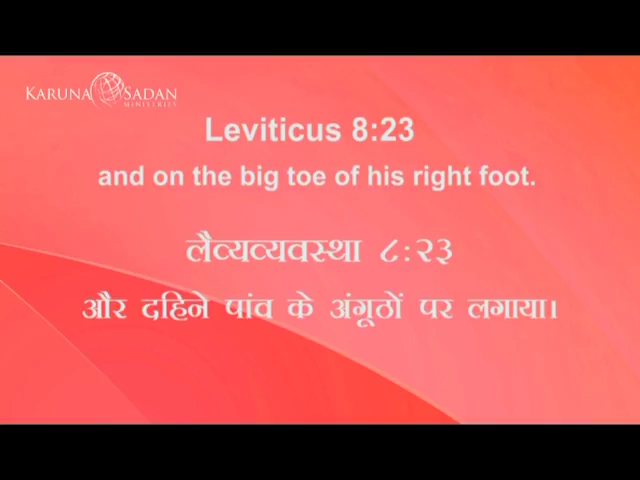 KARUNA SADAN
MINISTRIES
Leviticus 8:23
and on the big toe of his right foot.
लैव्यव्यवस्था ८:२३
और दहिने पांव के अंगूठों पर लगाया।